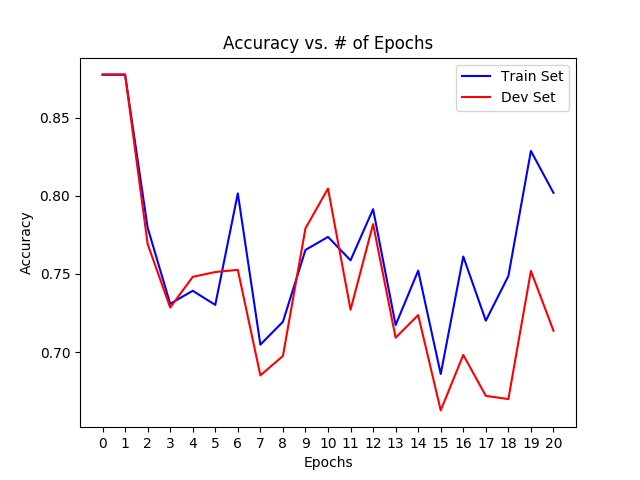 Accuracy vs. # of Epochs
Train Set
Dev Set
0.85
0.80
0.75
0.70
Accuracy
0 1 2 3 4 5 6 7 8 9 10 11 12 13 14 15 16 17 18 19 20
Epochs